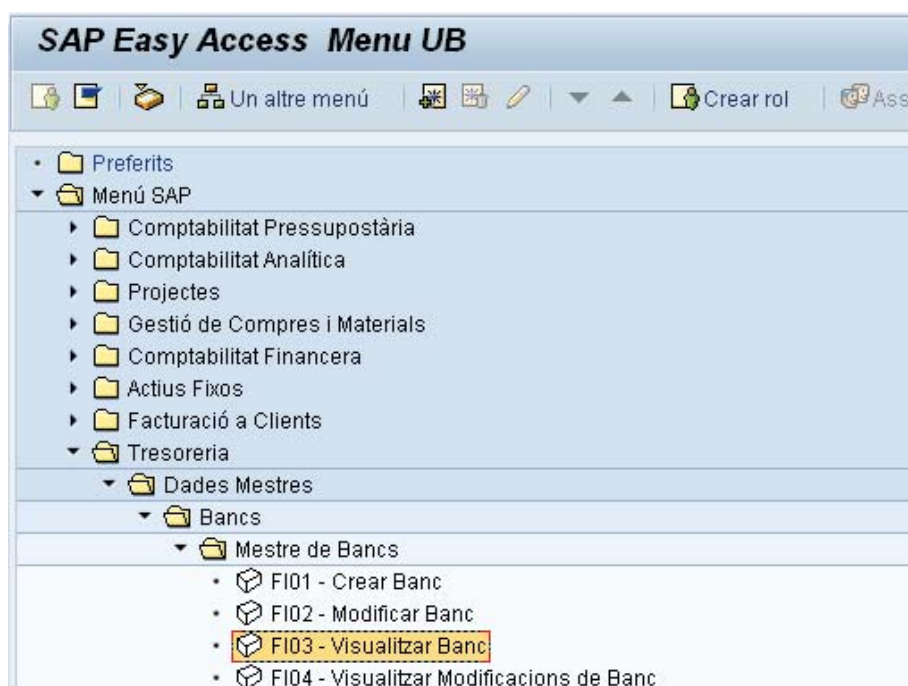 SAP Easy Access Menu UB
Un altre menú Crear rol Ass
Preferits
Menú SAP
Comptabilitat Pressupostària
Comptabilitat Analítica
Projectes
Gestió de Compres i Materials
Comptabilitat Financera
Actius Fixos
Facturació a Clients
Tresoreria
Dades Mestres
Bancs
Mestre de Bancs
FI01 - Crear Banc
FI02 - Modificar Banc
FI03 - Visualitzar Banc
FI04 - Visualitzar Modificacions de Banc